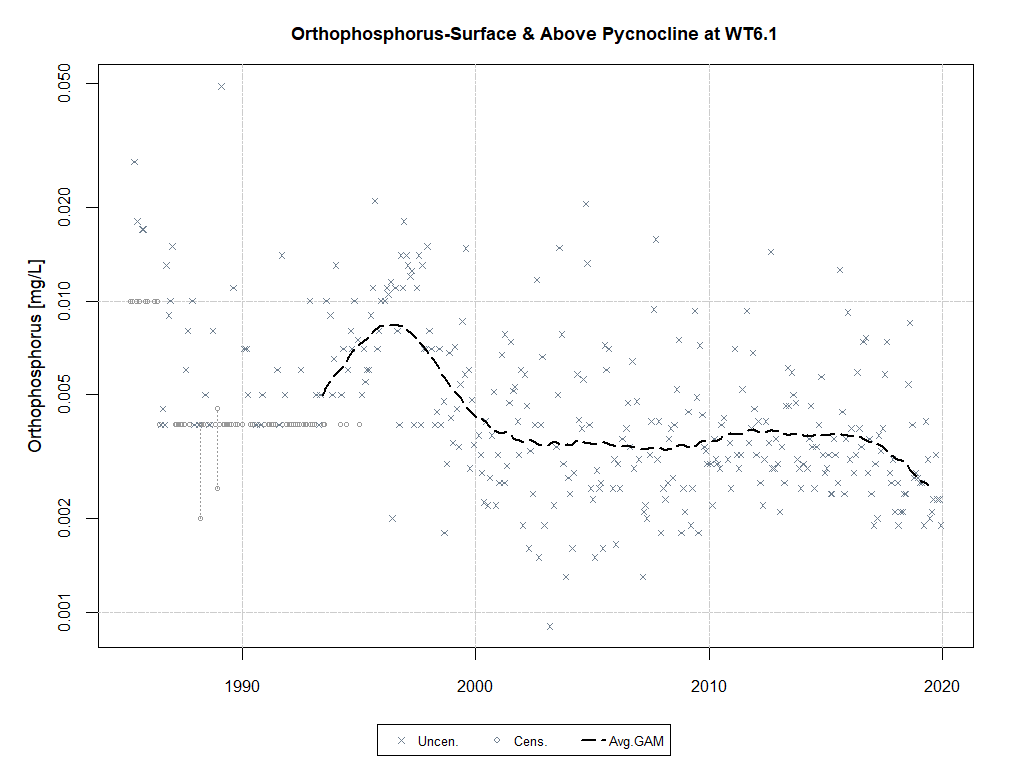 Orthophosphorus-Surface & Above Pycnocline at WT6.1
Orthophosphorus [mg/L]
0.050
0.020
0.010
0.005
0.002
0.001
1990 2000 2010 2020
Uncen. Cens. Avg.GAM